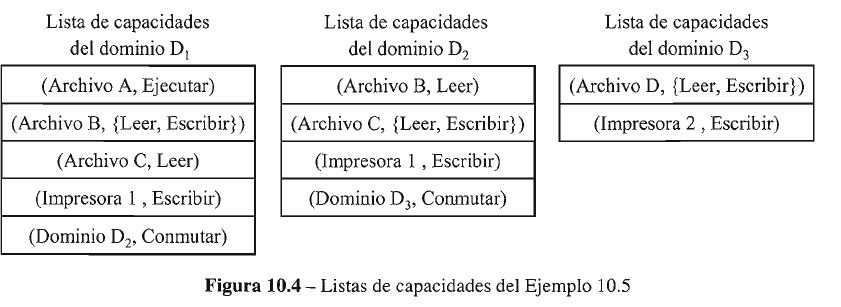 Lista de capacidades
del dominio D₁
(Archivo A, Ejecutar)
(Archivo B, {Leer, Escribir})
(Archivo C, Leer)
(Impresora 1 , Escribir)
(Dominio D₂, Conmutar)
Lista de capacidades
del dominio D₂
(Archivo B, Leer)
(Archivo C, {Leer, Escribir})
(Impresora 1 , Escribir)
(Dominio D₃, Conmutar)
Lista de capacidades
del dominio D₃
(Archivo D, {Leer, Escribir})
(Impresora 2 , Escribir)
Figura 10.4 – Listas de capacidades del Ejemplo 10.5